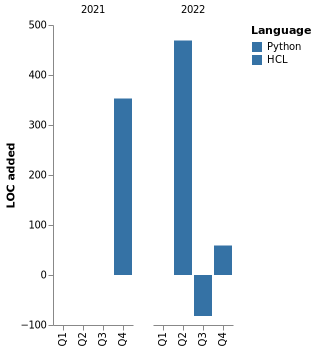 2021
2022
Language
Python
HCL
LOC added
500
400
300
200
100
0
−100
Q1
Q2
Q3
Q4
Q1
Q2
Q3
Q4